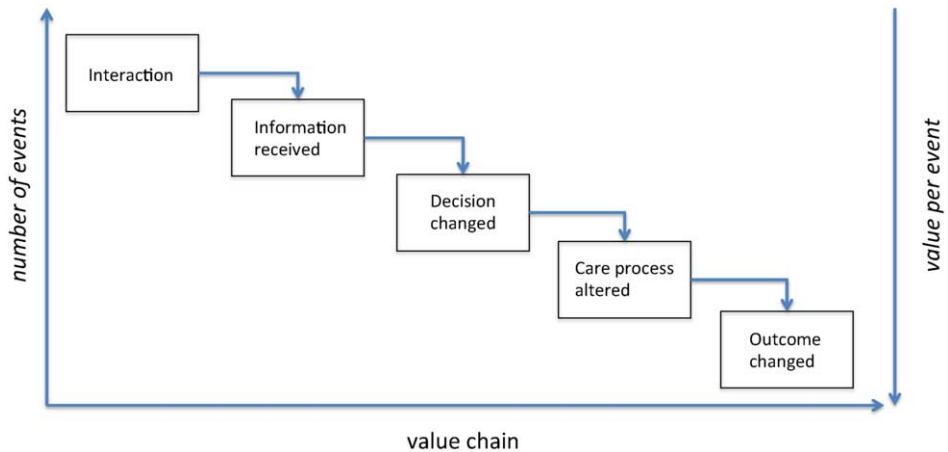 number of events
Interaction
Information
received
Decision
changed
Care process
altered
Outcome
changed
value per event
value chain